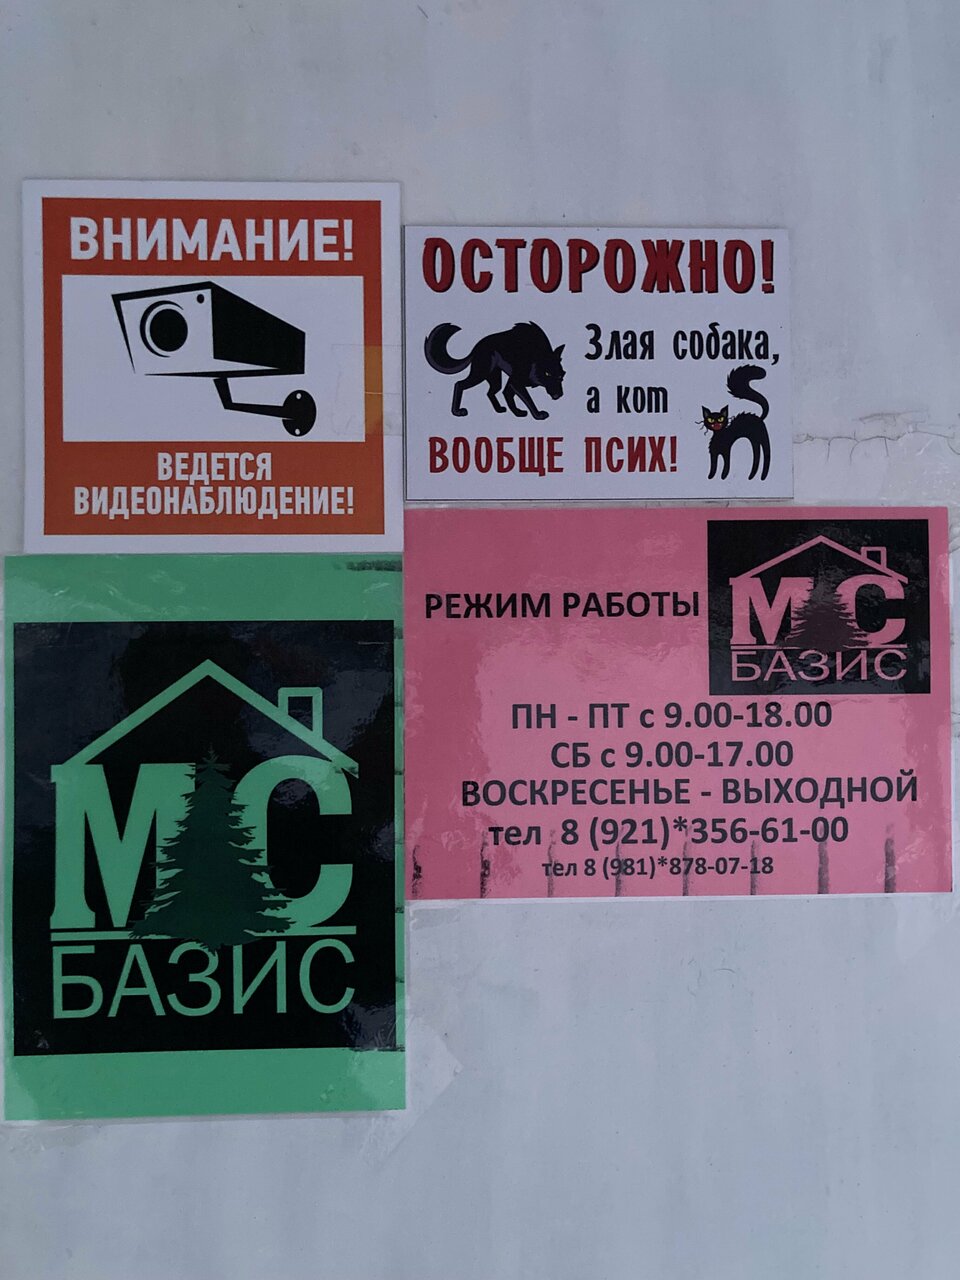 ВНИМАНИЕ!
ВЕДЕТСЯ
ВИДЕОНАБЛЮДЕНИЕ!
ОСТОРОЖНО!
Злая собака,
а кот
ВООБЩЕ ПСИХ!
МС
БАЗИС
РЕЖИМ РАБОТЫ
МС
БАЗИС
ПН - ПТ с 9.00-18.00
СБ с 9.00-17.00
ВОСКРЕСЕНЬЕ - ВЫХОДНОЙ
тел 8 (921)*356-61-00
тел 8 (981)*878-07-18